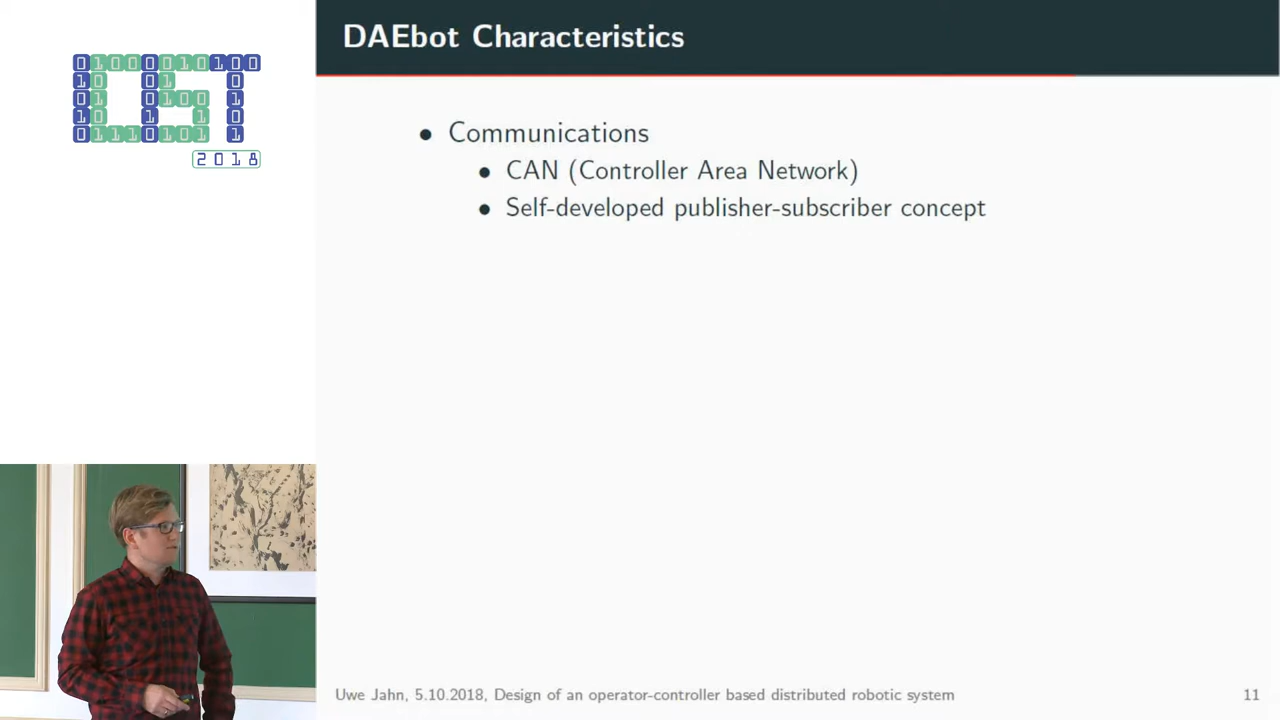 DAEbot Characteristics
2018
• Communications
• CAN (Controller Area Network)
• Self-developed publisher-subscriber concept
Uwe Jahn, 5.10.2018, Design of an operator-controller based distributed robotic system
11